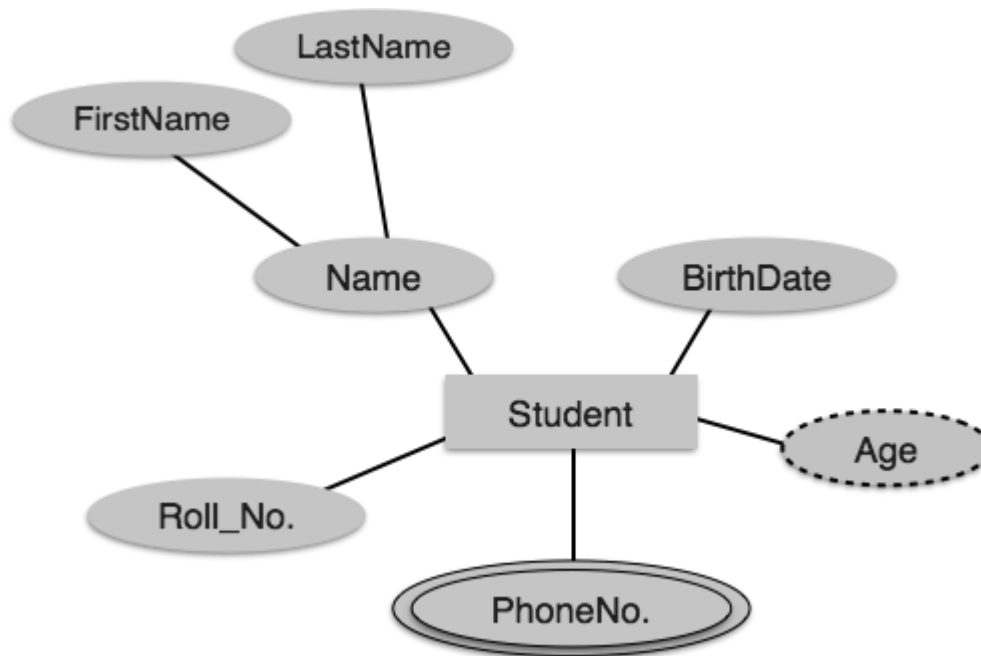 LastName
FirstName
Name
BirthDate
Student
Age
Roll_No.
PhoneNo.